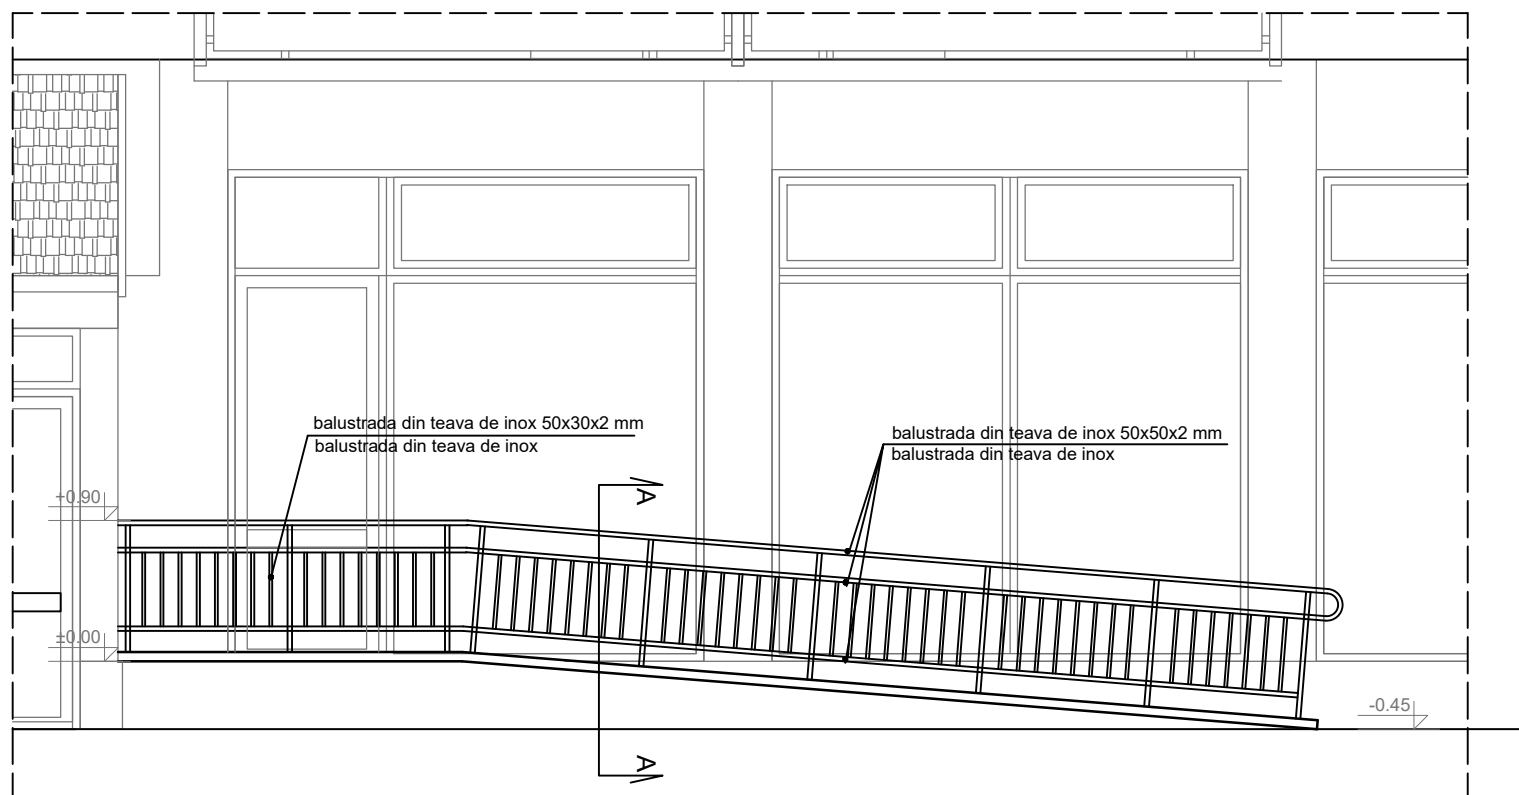 balustrada din teava de inox 50x30x2 mm
balustrada din teava de inox
balustrada din teava de inox 50x50x2 mm
balustrada din teava de inox
A
+0.90
±0.00
-0.45
A